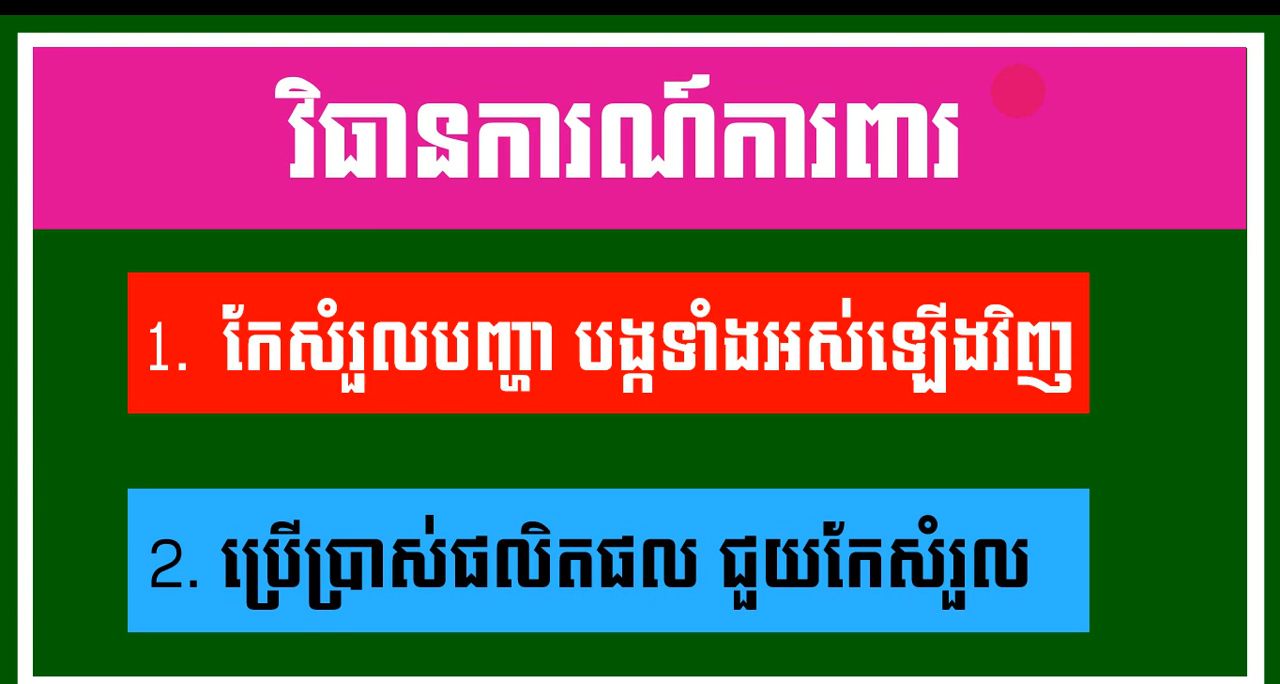 វិធានការណ៍ការពារ
1. កែសំរួលបញ្ហា បង្កទាំងអស់ឡើងវិញ
2. ប្រើប្រាស់ផលិតផល ជួយកែសំរួល